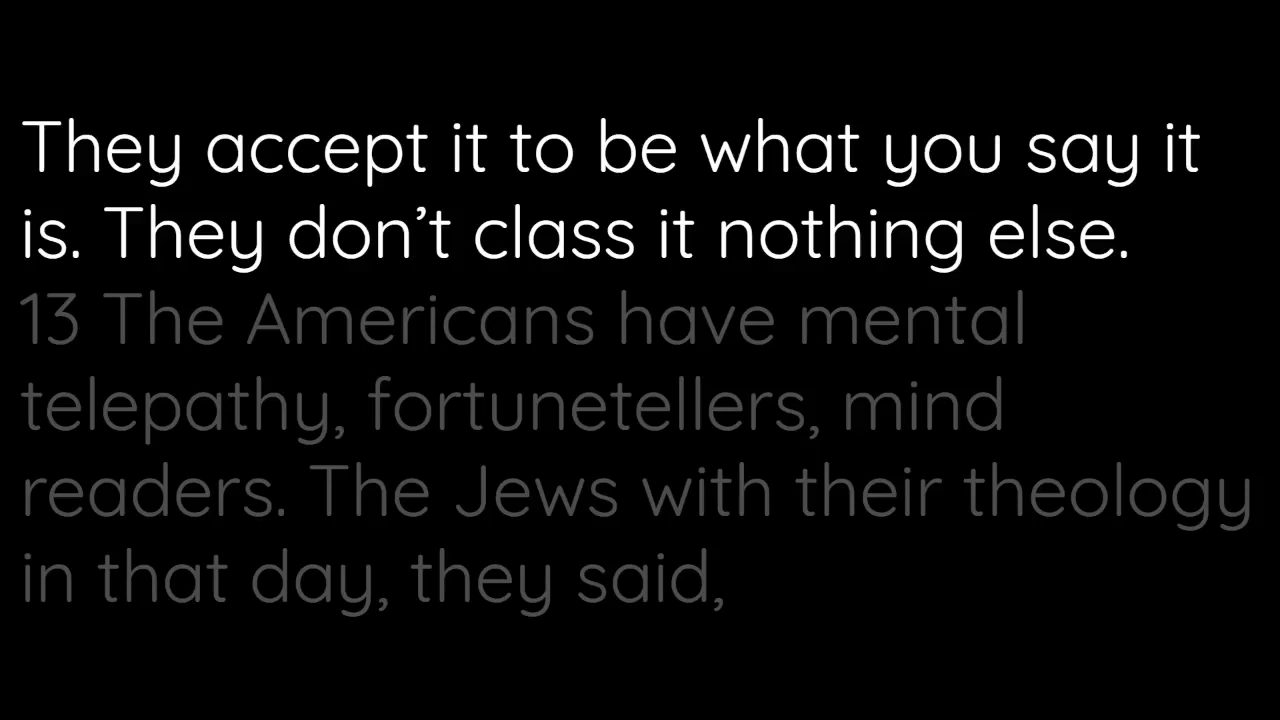 They accept it to be what you say it
is. They don’t class it nothing else.
13 The Americans have mental
telepathy, fortunetellers, mind
readers. The Jews with their theology
in that day, they said,